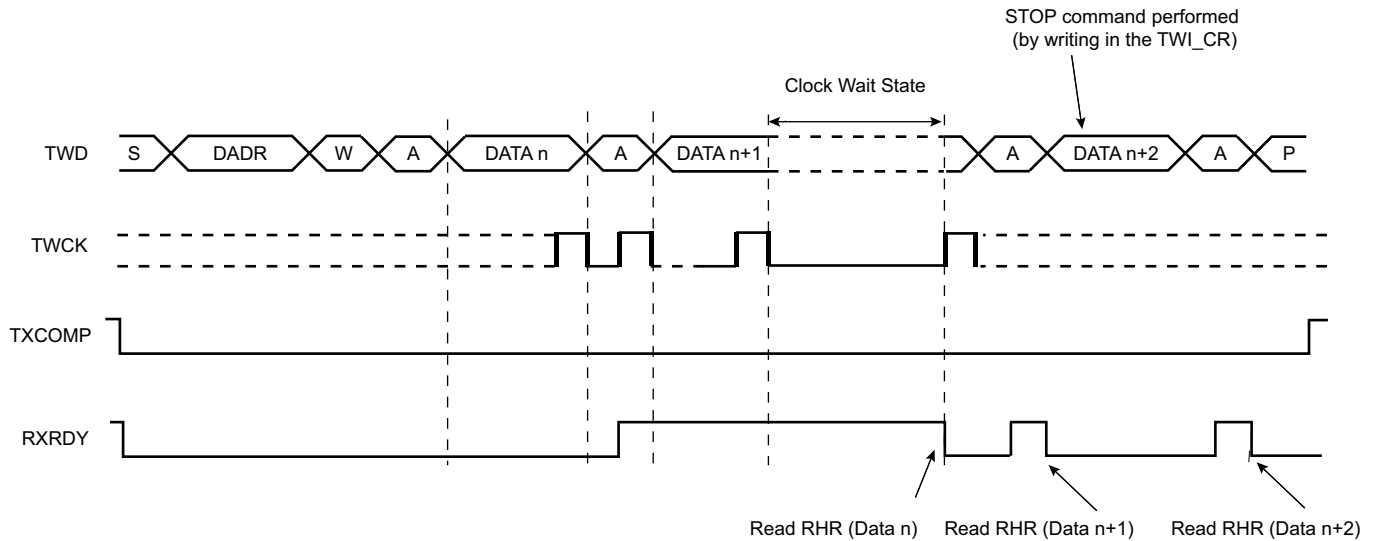 STOP command performed
(by writing in the TWI_CR)
Clock Wait State
TWD S DADR W A DATA n A DATA n+1 A DATA n+2 A P
TWCK
TXCOMP
RXRDY
Read RHR (Data n) Read RHR (Data n+1) Read RHR (Data n+2)